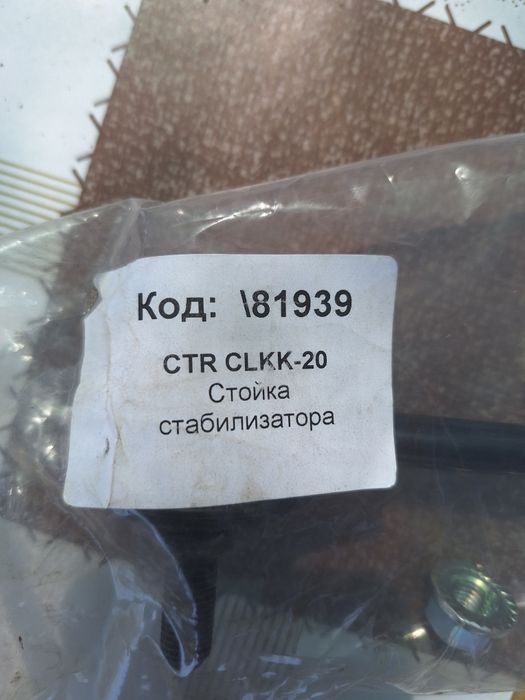 Код: \81939
CTR CLKK-20
Стойка
стабилизатора